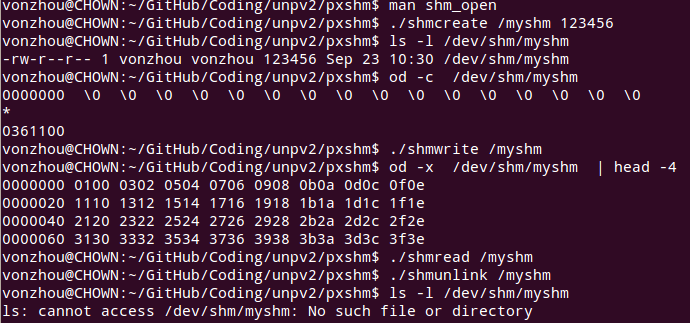 vonzhou@CHOWN:~/GitHub/Coding/unpv2/pxshm$ man shm_open
vonzhou@CHOWN:~/GitHub/Coding/unpv2/pxshm$ ./shmcreate /myshm 123456
vonzhou@CHOWN:~/GitHub/Coding/unpv2/pxshm$ ls -l /dev/shm/myshm
-rw-r--r-- 1 vonzhou vonzhou 123456 Sep 23 10:30 /dev/shm/myshm
vonzhou@CHOWN:~/GitHub/Coding/unpv2/pxshm$ od -c  /dev/shm/myshm
0000000  \0  \0  \0  \0  \0  \0  \0  \0  \0  \0  \0  \0  \0  \0  \0  \0
*
0361100
vonzhou@CHOWN:~/GitHub/Coding/unpv2/pxshm$ ./shmwrite /myshm
vonzhou@CHOWN:~/GitHub/Coding/unpv2/pxshm$ od -x  /dev/shm/myshm  | head -4
0000000 0100 0302 0504 0706 0908 0b0a 0d0c 0f0e
0000020 1110 1312 1514 1716 1918 1b1a 1d1c 1f1e
0000040 2120 2322 2524 2726 2928 2b2a 2d2c 2f2e
0000060 3130 3332 3534 3736 3938 3b3a 3d3c 3f3e
vonzhou@CHOWN:~/GitHub/Coding/unpv2/pxshm$ ./shmread /myshm
vonzhou@CHOWN:~/GitHub/Coding/unpv2/pxshm$ ./shmunlink /myshm
vonzhou@CHOWN:~/GitHub/Coding/unpv2/pxshm$ ls -l /dev/shm/myshm
ls: cannot access /dev/shm/myshm: No such file or directory